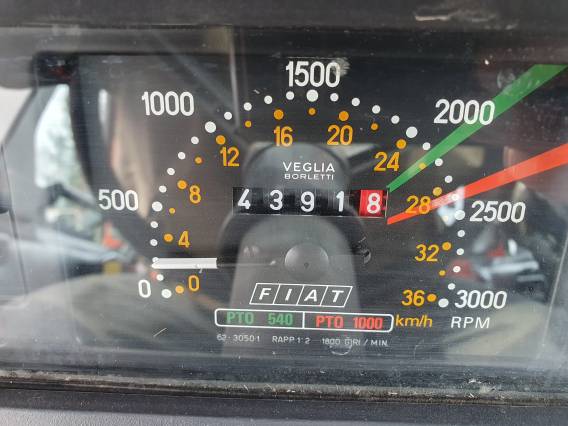 1500
1000
2000
16
20
12
24
VEGLIA
BORLETTI
8
500
4 3 9 1 8
28
2500
4
32
0
0
FIAT
36
3000
PTO 540
PTO 1000
km/h
RPM
62-30501 RAPP 1:2 1800 GIRI / MIN